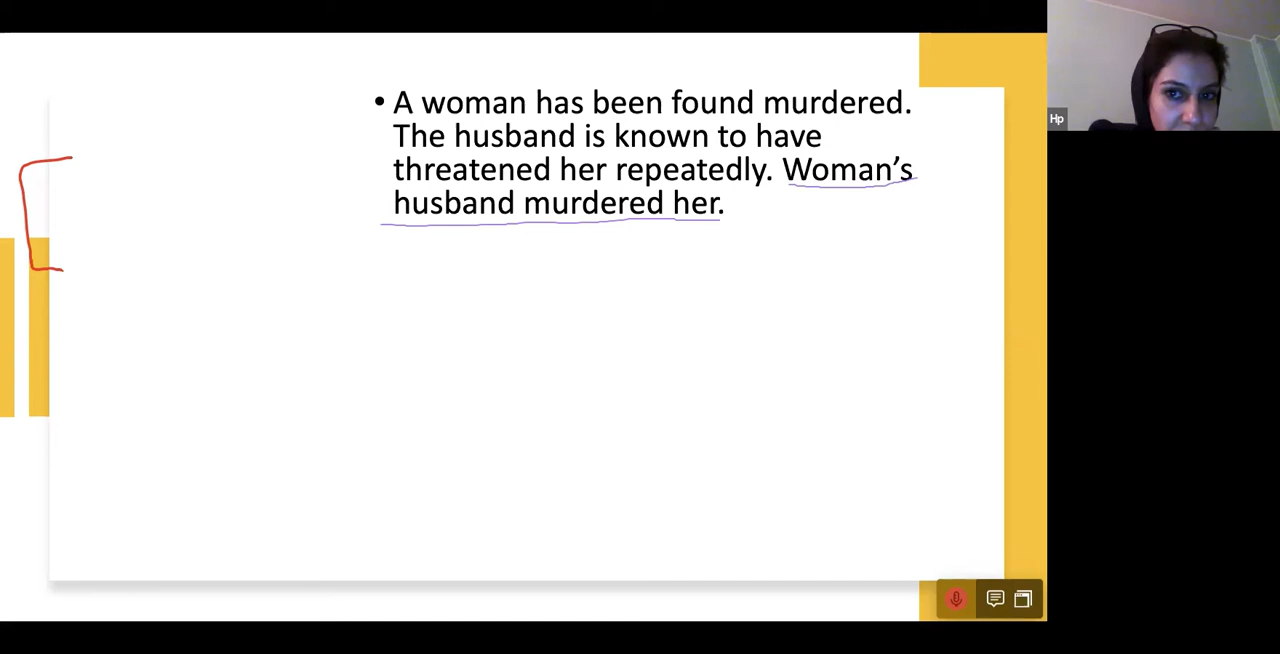 • A woman has been found murdered.
The husband is known to have
threatened her repeatedly. Woman’s
husband murdered her.
Hp